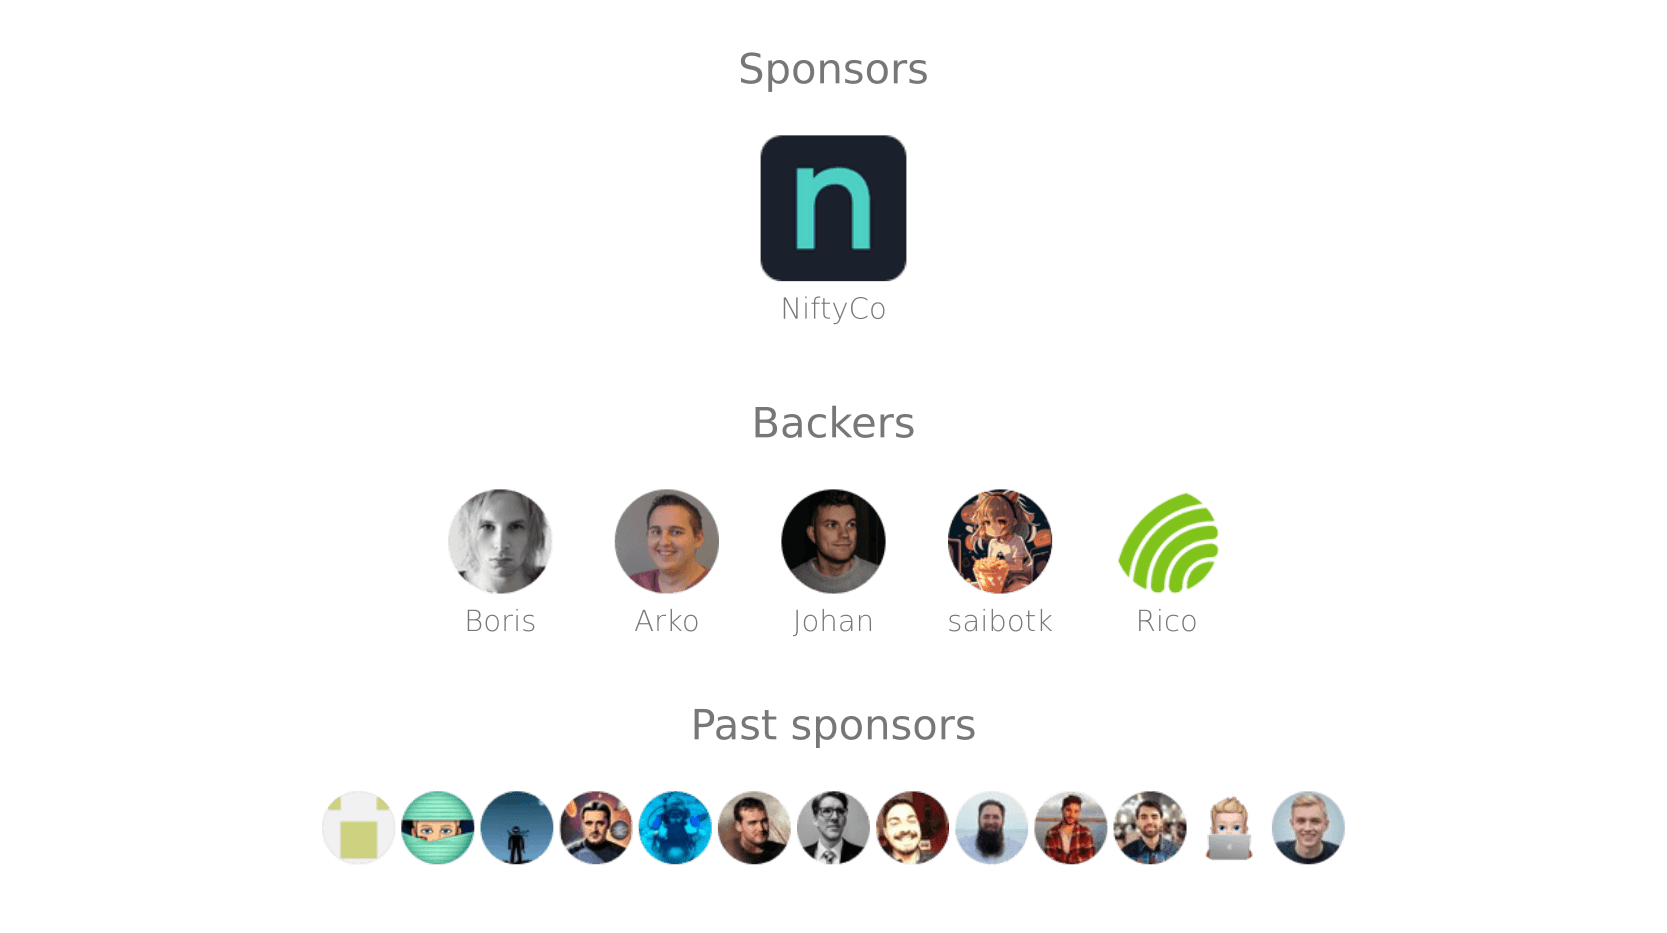 Sponsors
n
NiftyCo
Backers
Boris Arko Johan saibotk Rico
Past sponsors